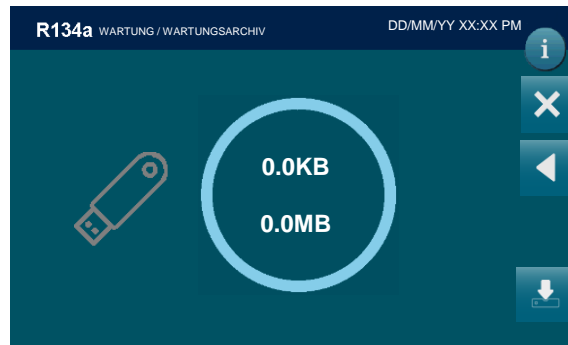 R134a WARTUNG / WARTUNGSARCHIV DD/MM/YY XX:XX PM
i
0.0KB
0.0MB